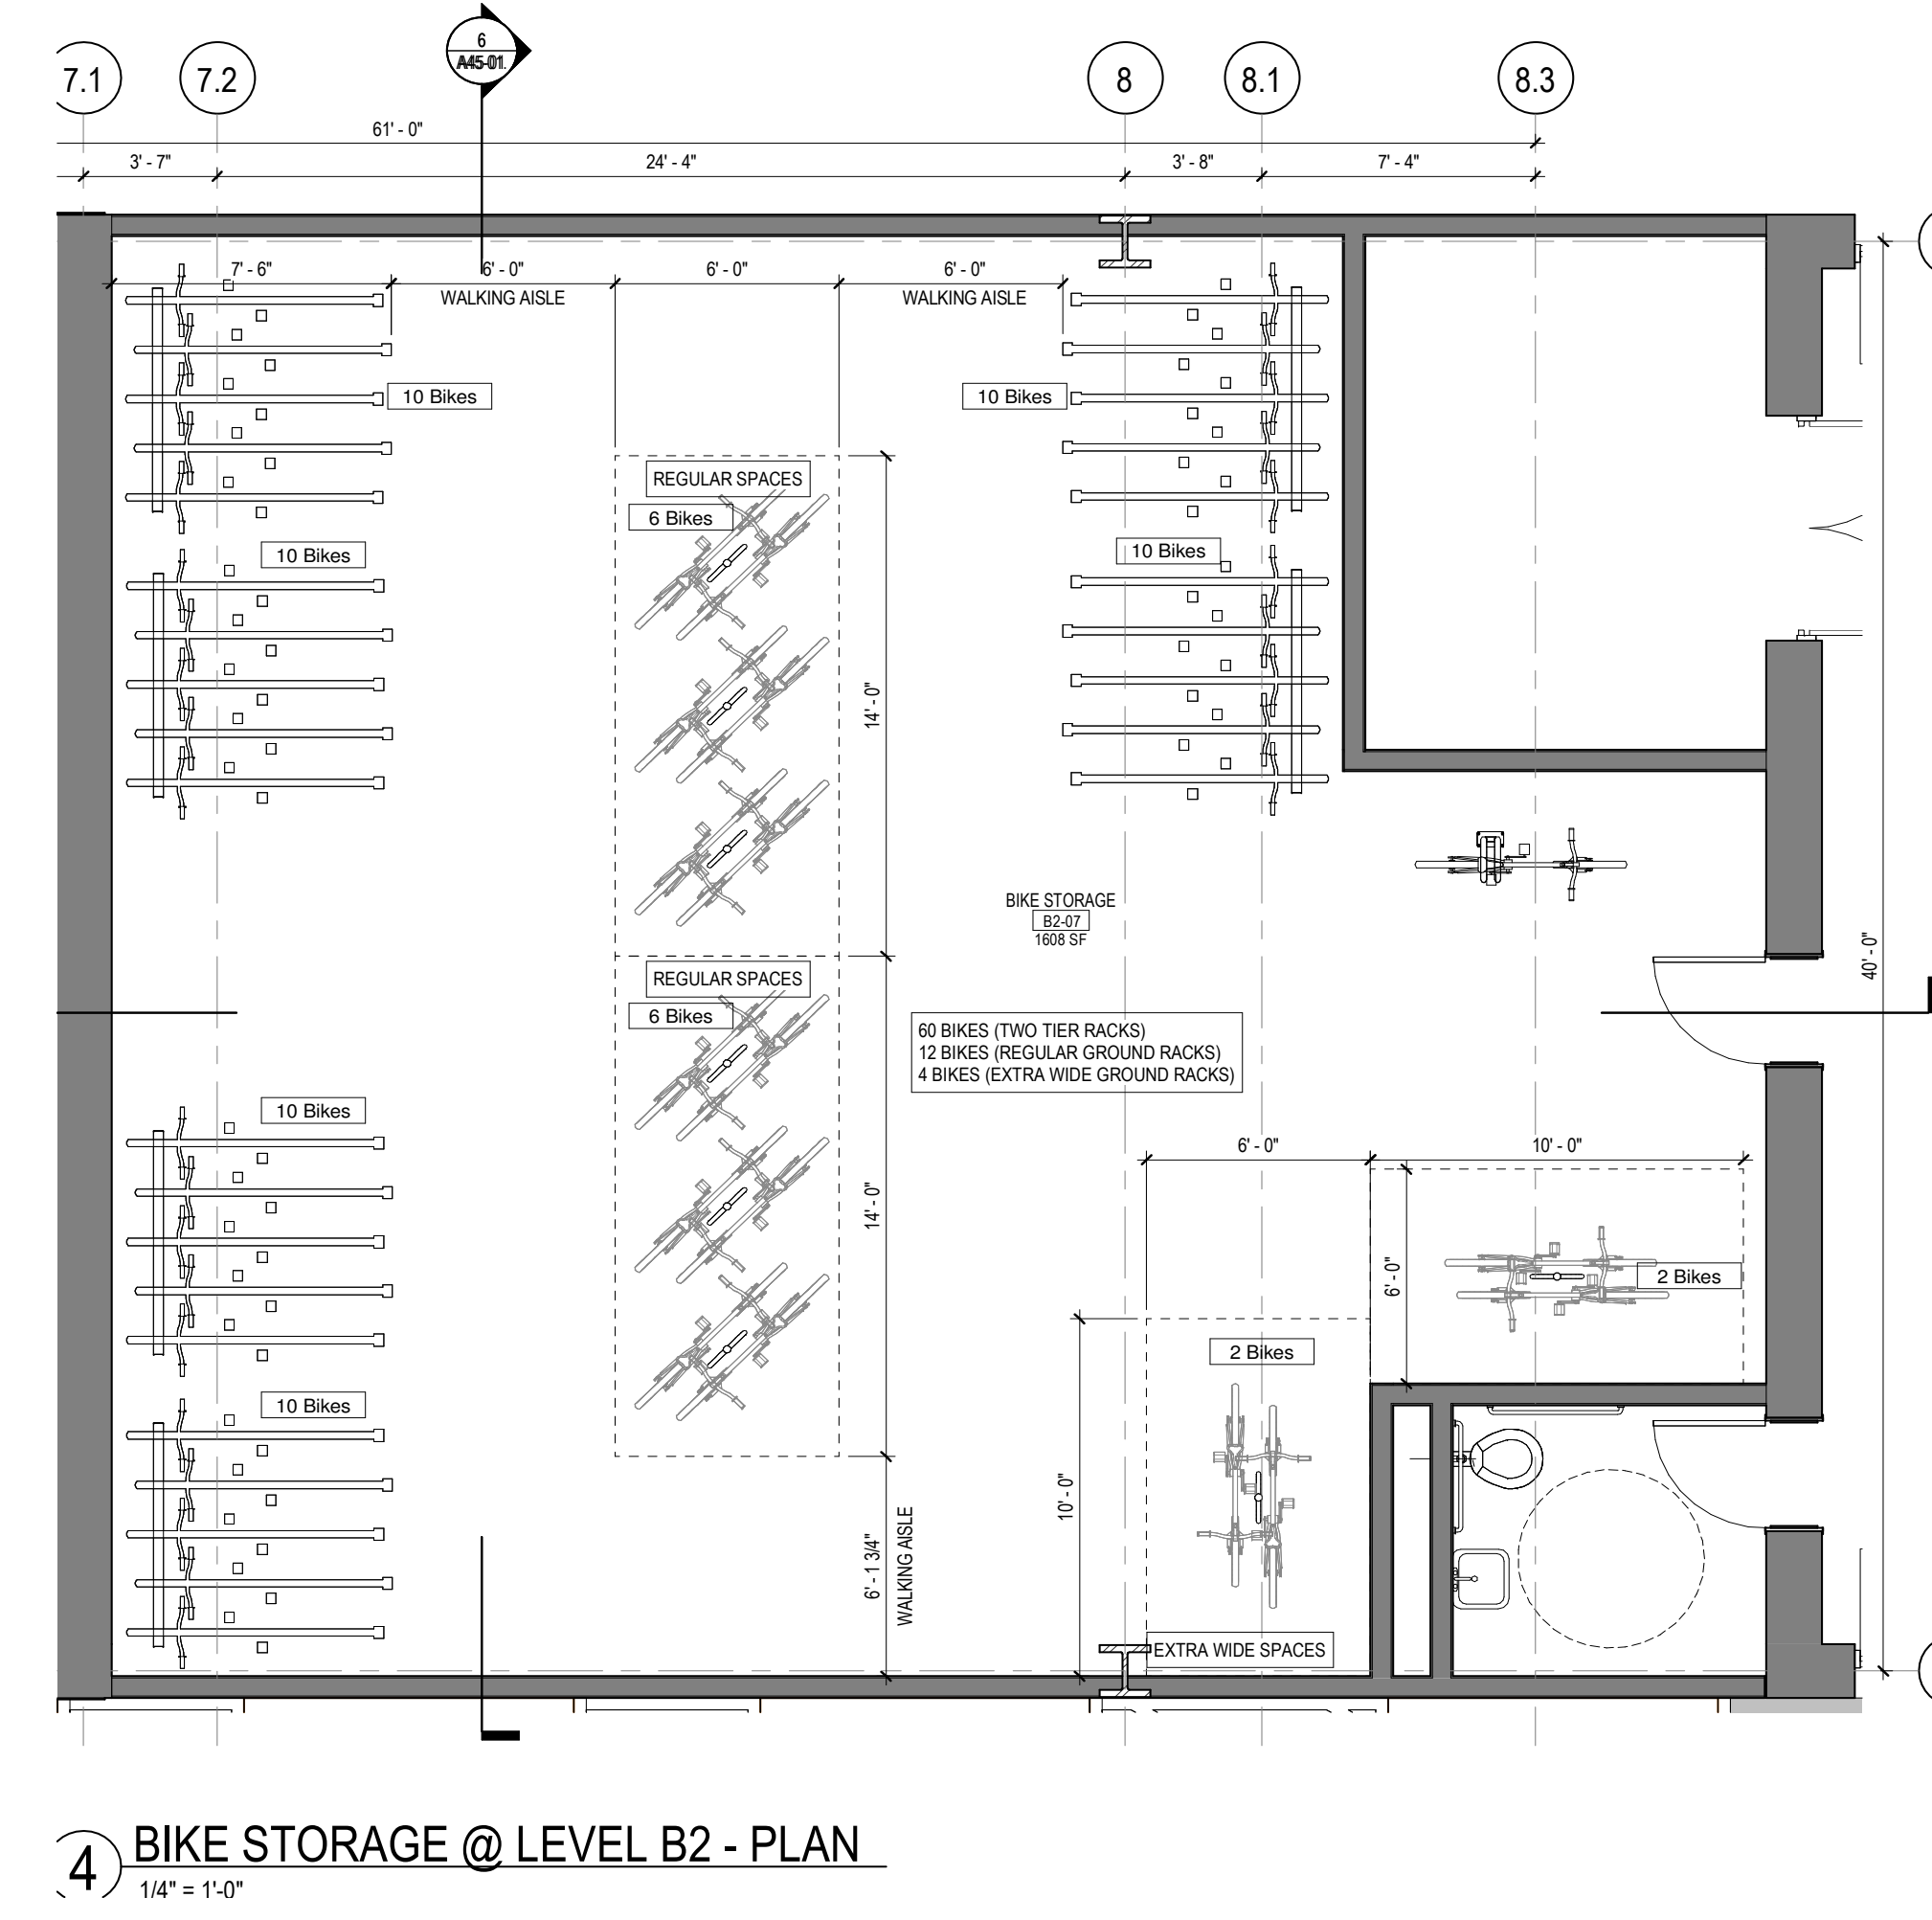 6
A45-01
7.1
7.2
8
8.1
8.3
61' - 0"
3' - 7"
24' - 4"
3' - 8"
7' - 4"
7' - 6"
6' - 0"
6' - 0"
6' - 0"
WALKING AISLE
WALKING AISLE
10 Bikes
10 Bikes
REGULAR SPACES
6 Bikes
10 Bikes
10 Bikes
14' - 0"
BIKE STORAGE
B2-07
1608 SF
40' - 0"
REGULAR SPACES
6 Bikes
60 BIKES (TWO TIER RACKS)
12 BIKES (REGULAR GROUND RACKS)
4 BIKES (EXTRA WIDE GROUND RACKS)
10 Bikes
6' - 0"
10' - 0"
14' - 0"
6' - 0"
2 Bikes
2 Bikes
10 Bikes
10' - 0"
6' - 1 3/4"
WALKING AISLE
EXTRA WIDE SPACES
4
BIKE STORAGE @ LEVEL B2 - PLAN
1/4" = 1'-0"